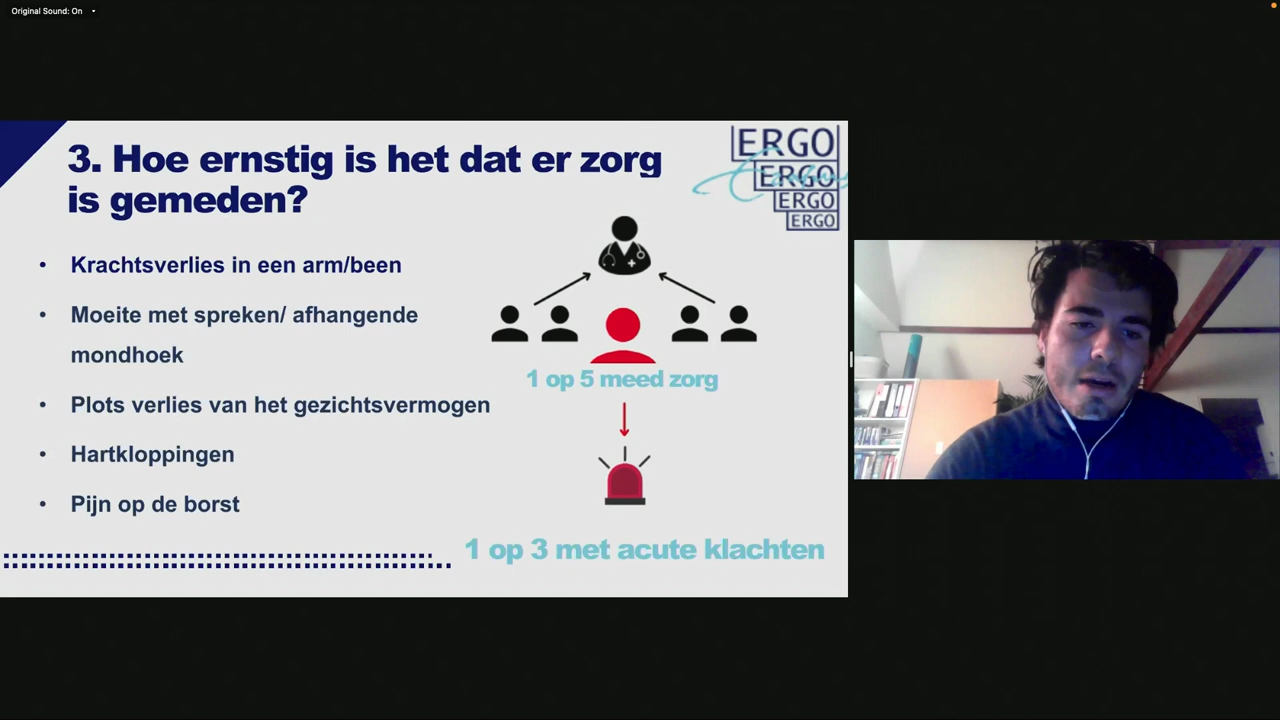 Original Sound: On
3. Hoe ernstig is het dat er zorg
is gemeden?
ERGO
ERGO
ERGO
ERGO
• Krachtsverlies in een arm/been
• Moeite met spreken/ afhangende
mondhoek
• Plots verlies van het gezichtsvermogen
• Hartkloppingen
• Pijn op de borst
1 op 5 meed zorg
1 op 3 met acute klachten